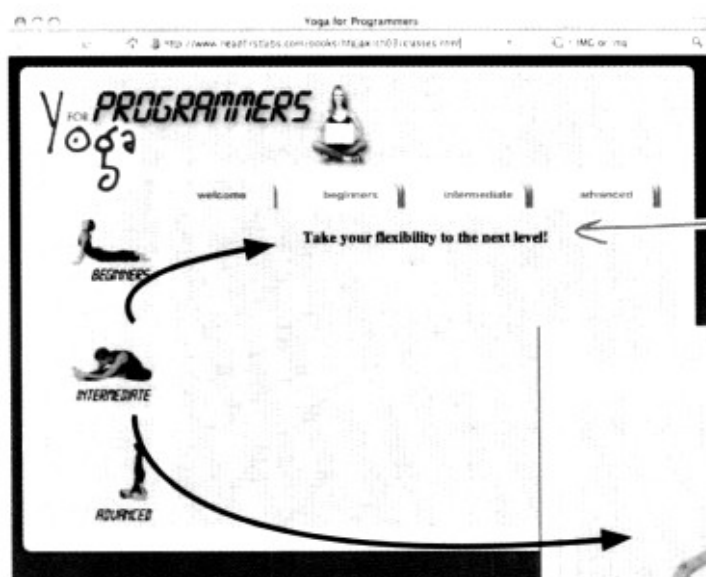 Yoga for Programmers
Yoga FOR PROGRAMMERS
welcome
beginners
intermediate
advanced
Take your flexibility to the next level!
BEGINNERS
INTERMEDIATE
ADVANCED